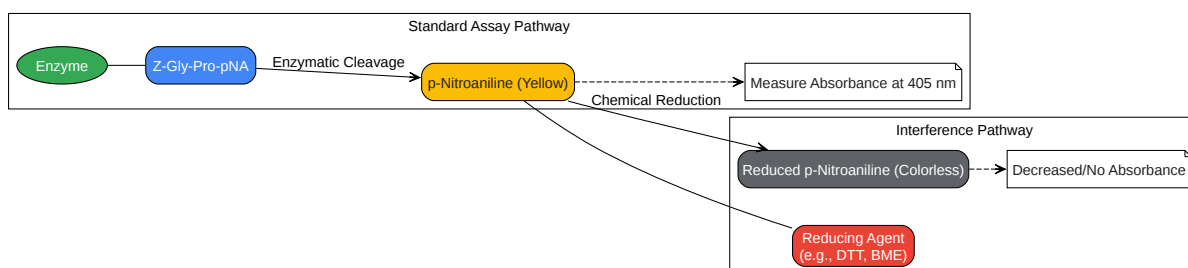 Standard Assay Pathway
Enzyme
Z-Gly-Pro-pNA
Enzymatic Cleavage
p-Nitroaniline (Yellow)
Measure Absorbance at 405 nm
Chemical Reduction
Interference Pathway
Reduced p-Nitroaniline (Colorless)
Decreased/No Absorbance
Reducing Agent
(e.g., DTT, BME)